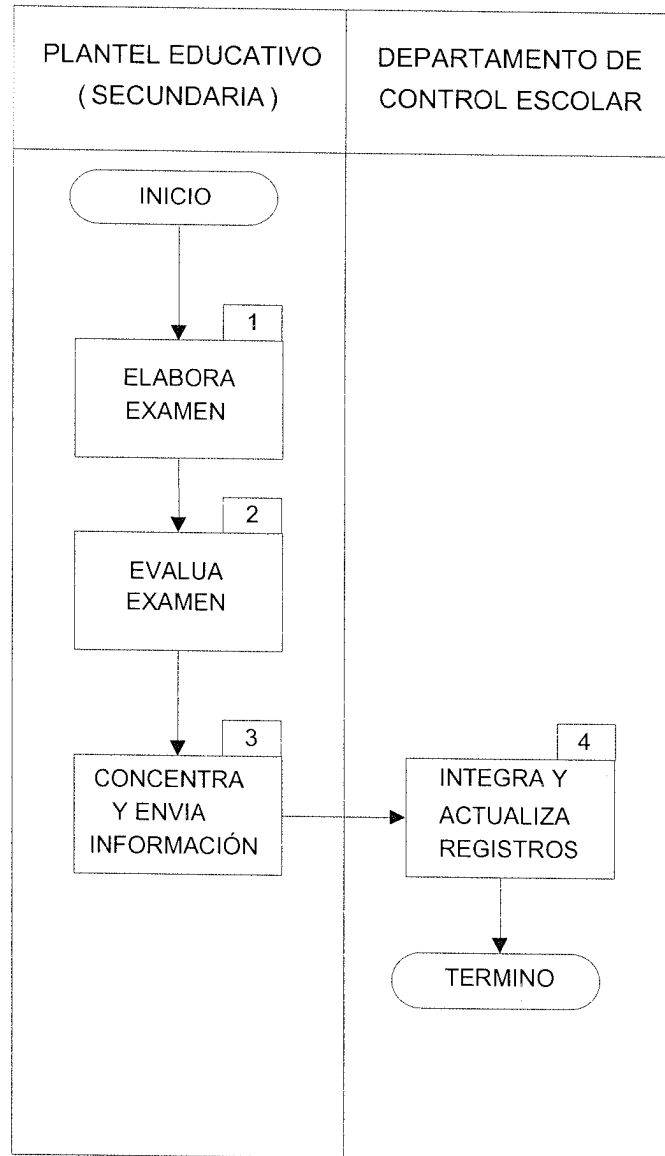 PLANTEL EDUCATIVO
( SECUNDARIA )
DEPARTAMENTO DE
CONTROL ESCOLAR
INICIO
1
ELABORA
EXAMEN
2
EVALUA
EXAMEN
3
CONCENTRA
Y ENVIA
INFORMACIÓN
4
INTEGRA Y
ACTUALIZA
REGISTROS
TERMINO